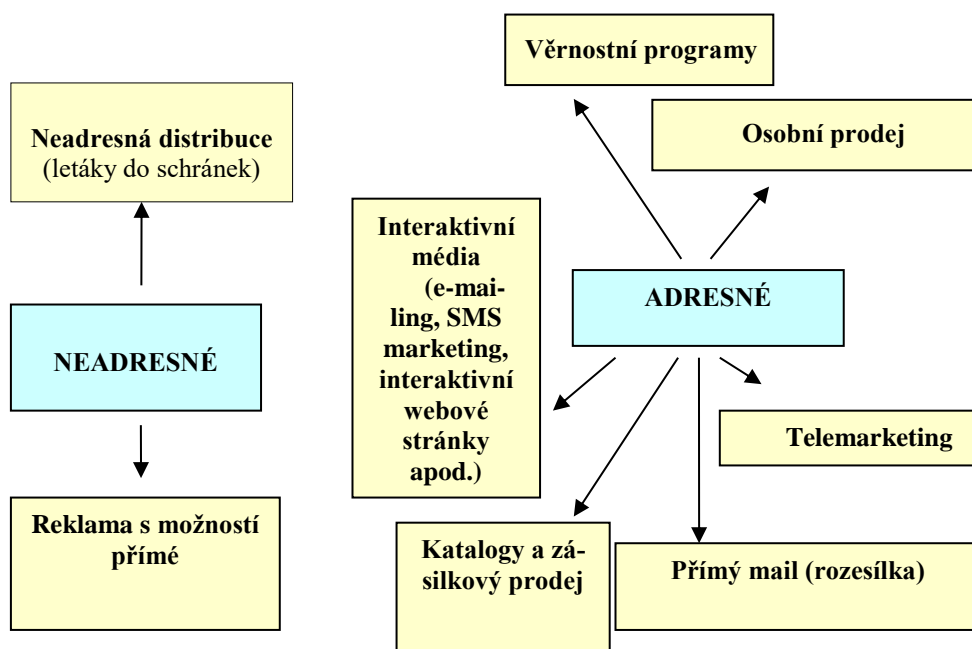 Neadresná distribuce
(letáky do schránek)
NEADRESNÉ
Reklama s možností
přímé
Věrnostní programy
Osobní prodej
Interaktivní
média
(e-mai-
ling, SMS
marketing,
interaktivní
webové
stránky
apod.)
ADRESNÉ
Telemarketing
Katalogy a zá-
silkový prodej
Přímý mail (rozesílka)